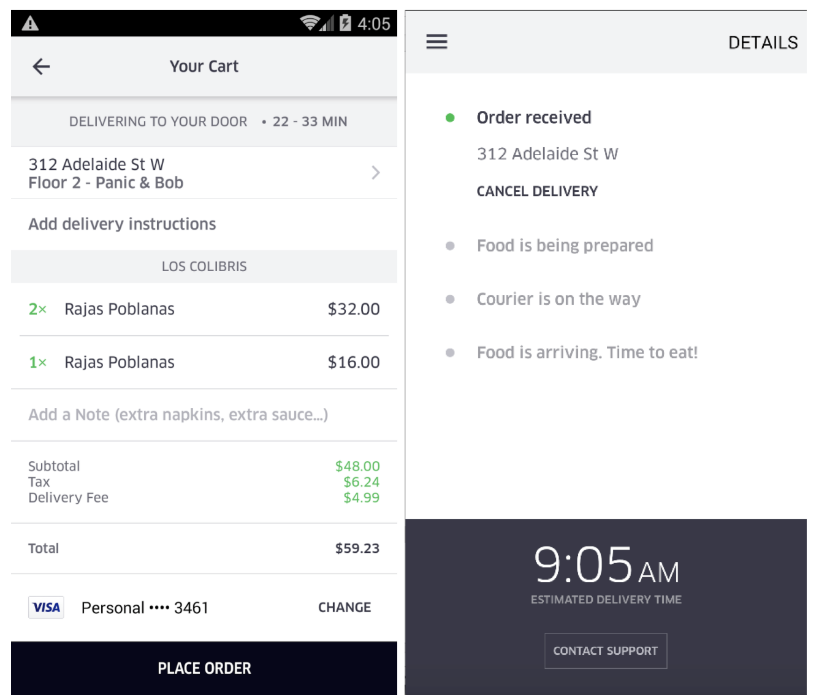 4:05
Your Cart
DELIVERING TO YOUR DOOR • 22 - 33 MIN
312 Adelaide St W
Floor 2 - Panic & Bob
Add delivery instructions
LOS COLIBRIS
2× Rajas Poblanas $32.00
1× Rajas Poblanas $16.00
Add a Note (extra napkins, extra sauce...)
Subtotal $48.00
Tax $6.24
Delivery Fee $4.99
Total $59.23
VISA Personal •••• 3461 CHANGE
PLACE ORDER
DETAILS
Order received
312 Adelaide St W
CANCEL DELIVERY
Food is being prepared
Courier is on the way
Food is arriving. Time to eat!
9:05 AM
ESTIMATED DELIVERY TIME
CONTACT SUPPORT